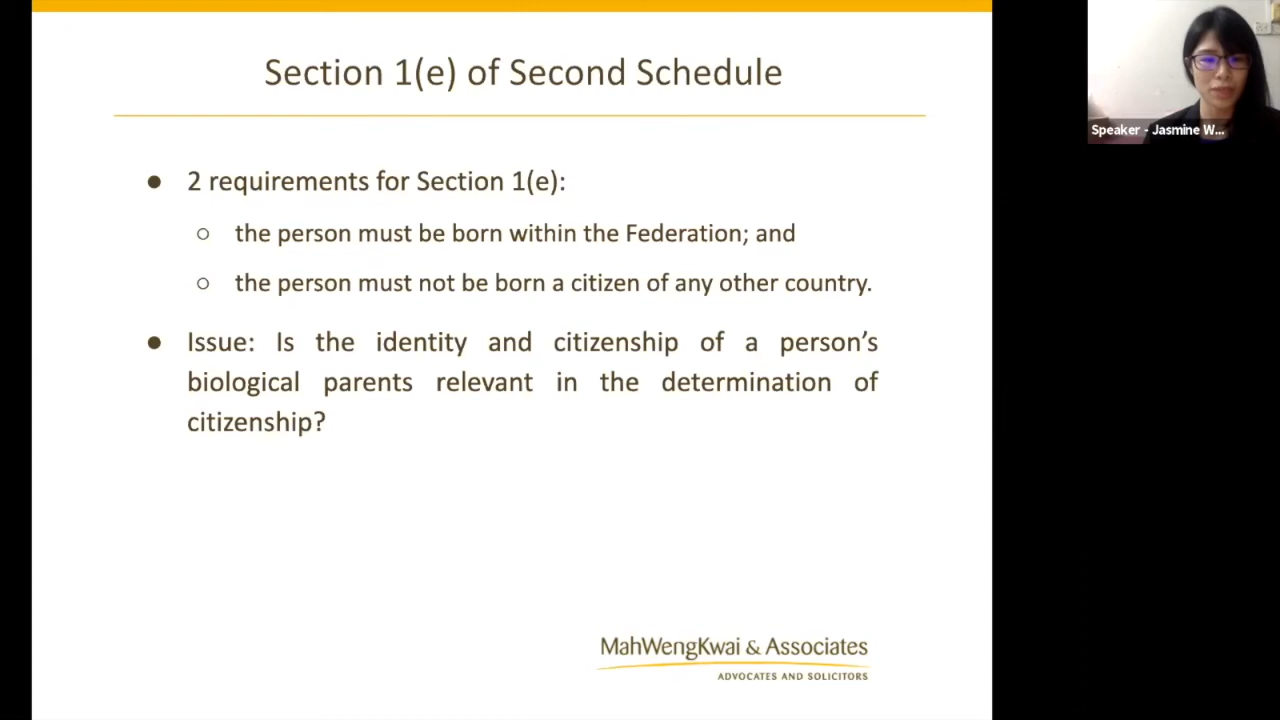 Section 1(e) of Second Schedule
● 2 requirements for Section 1(e):
○ the person must be born within the Federation; and
○ the person must not be born a citizen of any other country.
● Issue: Is the identity and citizenship of a person's
biological parents relevant in the determination of
citizenship?
MahWengKwai & Associates
ADVOCATES AND SOLICITORS
Speaker - Jasmine W...